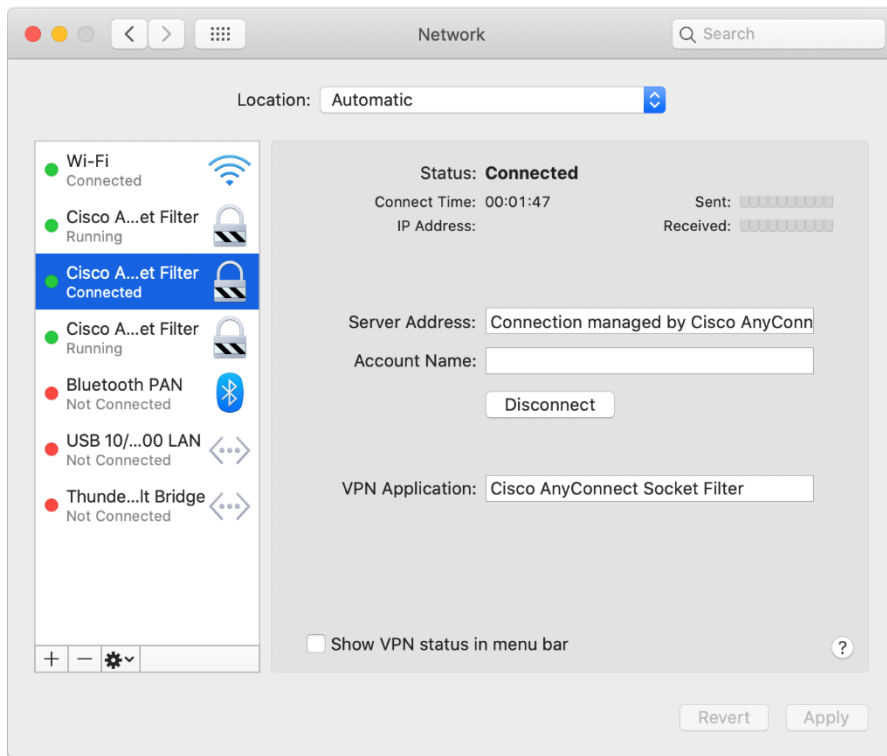 Network
Search
Location: Automatic
Wi-Fi
Connected
Cisco A...et Filter
Running
Cisco A...et Filter
Connected
Cisco A...et Filter
Running
Bluetooth PAN
Not Connected
USB 10/...00 LAN
Not Connected
Thunde...lt Bridge
Not Connected
Status: Connected
Connect Time: 00:01:47
Sent:
IP Address:
Received:
Server Address: Connection managed by Cisco AnyConn
Account Name:
Disconnect
VPN Application: Cisco AnyConnect Socket Filter
Show VPN status in menu bar
?
Revert
Apply